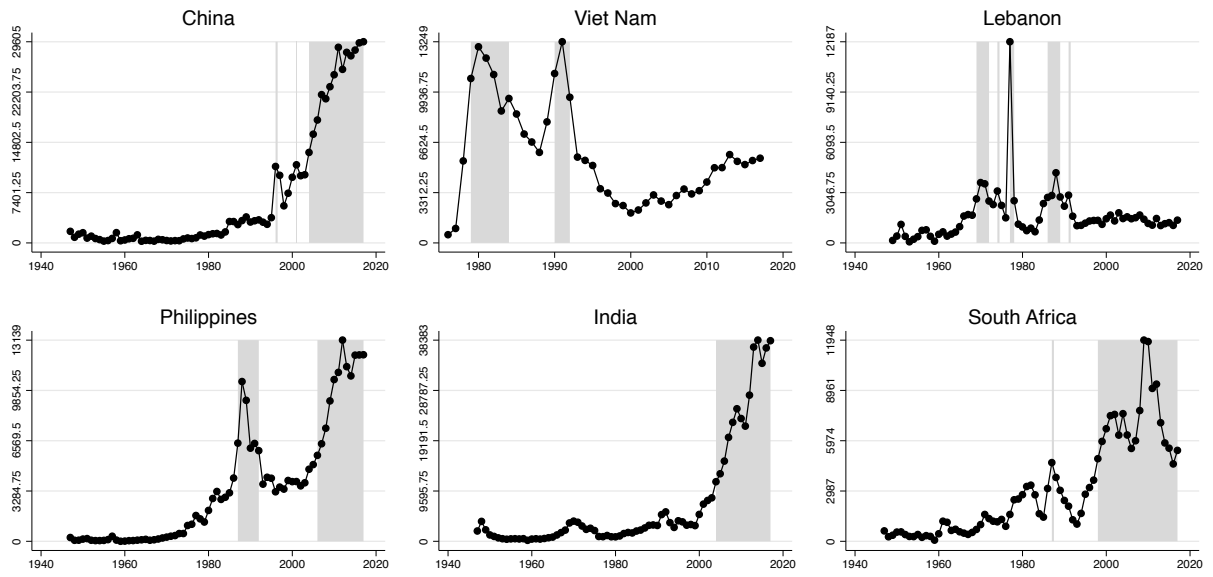 China
29605
22203.75
14802.5
7401.25
0
1940 1960 1980 2000 2020
Viet Nam
13249
9936.75
6624.5
3312.25
0
1980 1990 2000 2010 2020
Lebanon
12187
9140.25
6093.5
3046.75
0
1940 1960 1980 2000 2020
Philippines
13139
9854.25
6569.5
3284.75
0
1940 1960 1980 2000 2020
India
38383
28787.25
19191.5
9595.75
0
1940 1960 1980 2000 2020
South Africa
11948
8961
5974
2987
0
1940 1960 1980 2000 2020